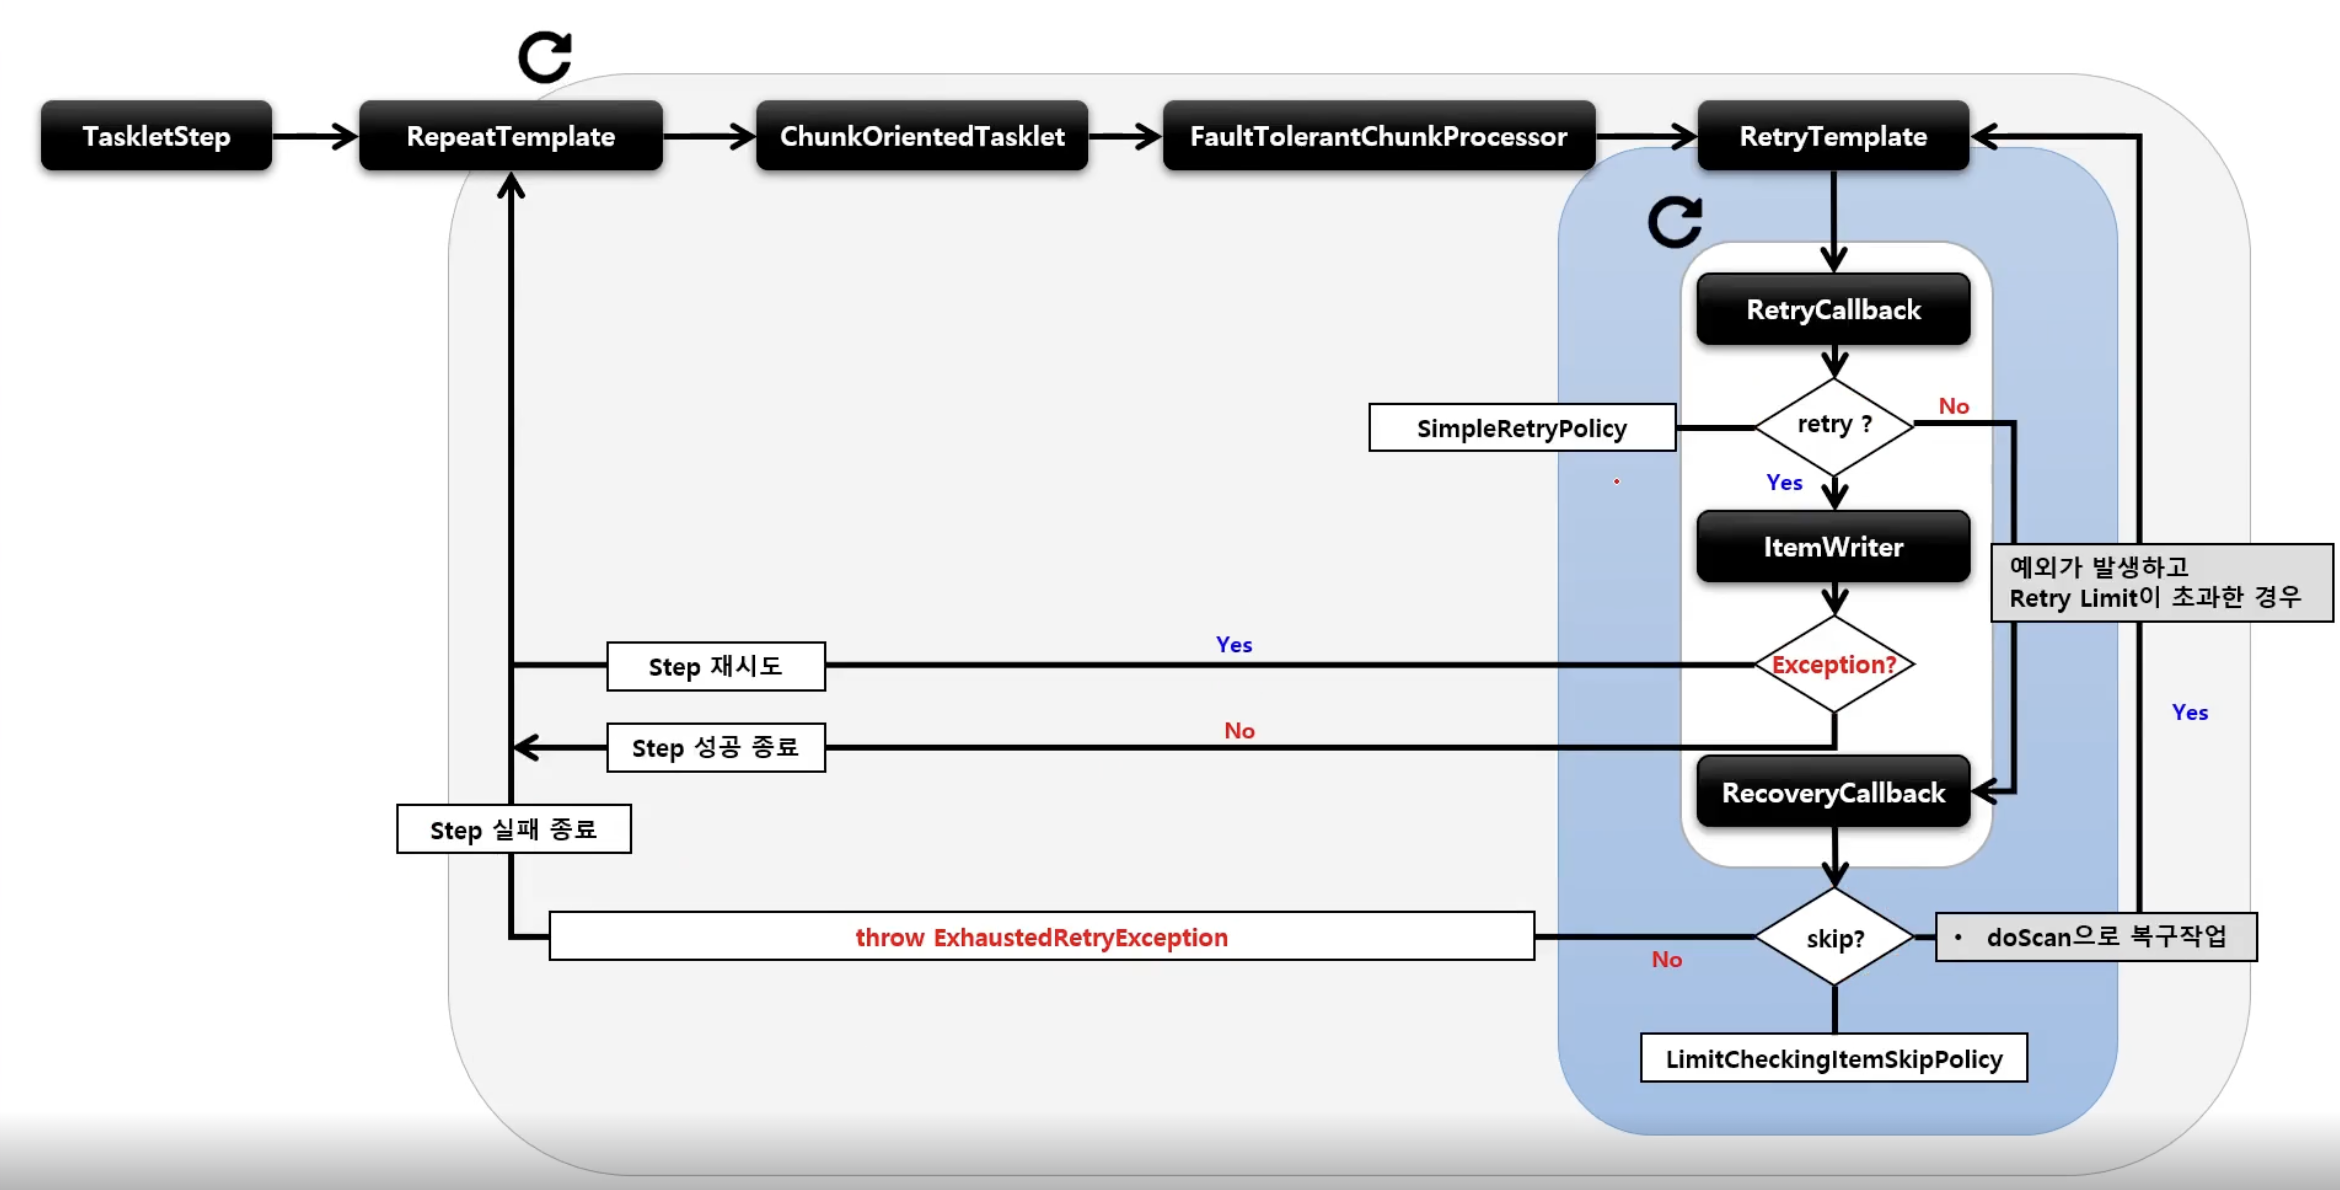 TaskletStep
RepeatTemplate
ChunkOrientedTasklet
FaultTolerantChunkProcessor
RetryTemplate
RetryCallback
SimpleRetryPolicy
retry ?
No
Yes
ItemWriter
예외가 발생하고
Retry Limit이 초과한 경우
Step 재시도
Yes
Exception?
Yes
Step 성공 종료
No
RecoveryCallback
Step 실패 종료
throw ExhaustedRetryException
No
skip?
• doScan으로 복구작업
LimitCheckingItemSkipPolicy